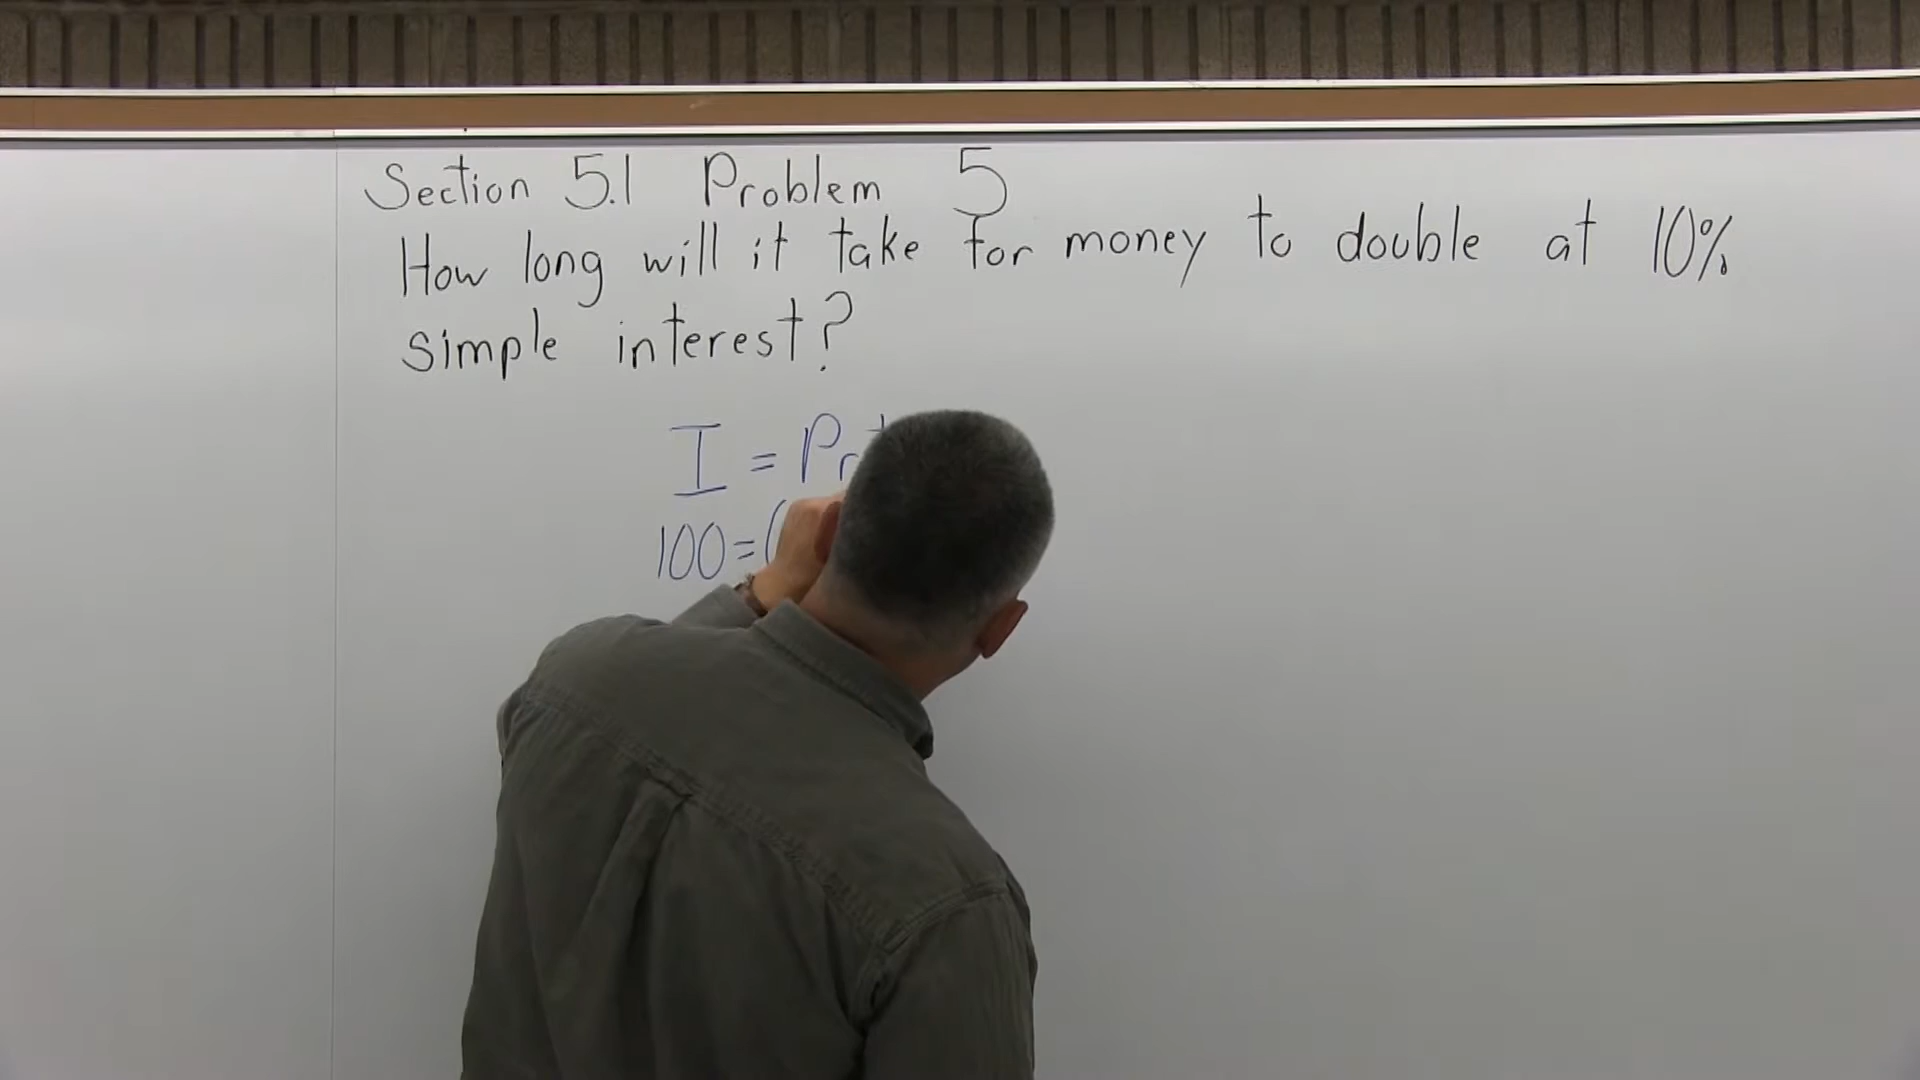 Section 5.1 Problem 5
How long will it take for money to double at 10%
simple interest?
I = Pr
100=(